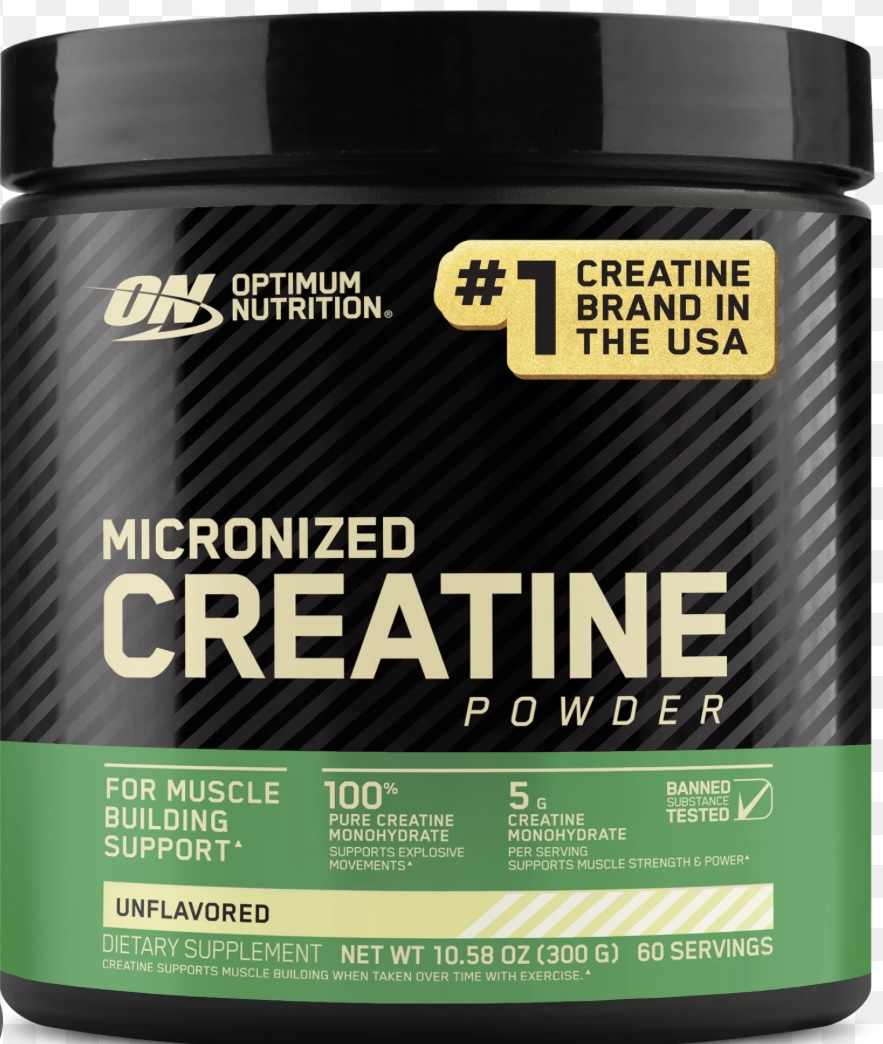 ON OPTIMUM
NUTRITION®
#1 CREATINE
BRAND IN
THE USA
MICRONIZED
CREATINE
POWDER
FOR MUSCLE
BUILDING
SUPPORT▲
100%
PURE CREATINE
MONOHYDRATE
SUPPORTS EXPLOSIVE
MOVEMENTS▲
5 G
CREATINE
MONOHYDRATE
PER SERVING
SUPPORTS MUSCLE STRENGTH & POWER▲
BANNED
SUBSTANCE
TESTED
UNFLAVORED
DIETARY SUPPLEMENT NET WT 10.58 OZ (300 G) 60 SERVINGS
CREATINE SUPPORTS MUSCLE BUILDING WHEN TAKEN OVER TIME WITH EXERCISE.▲